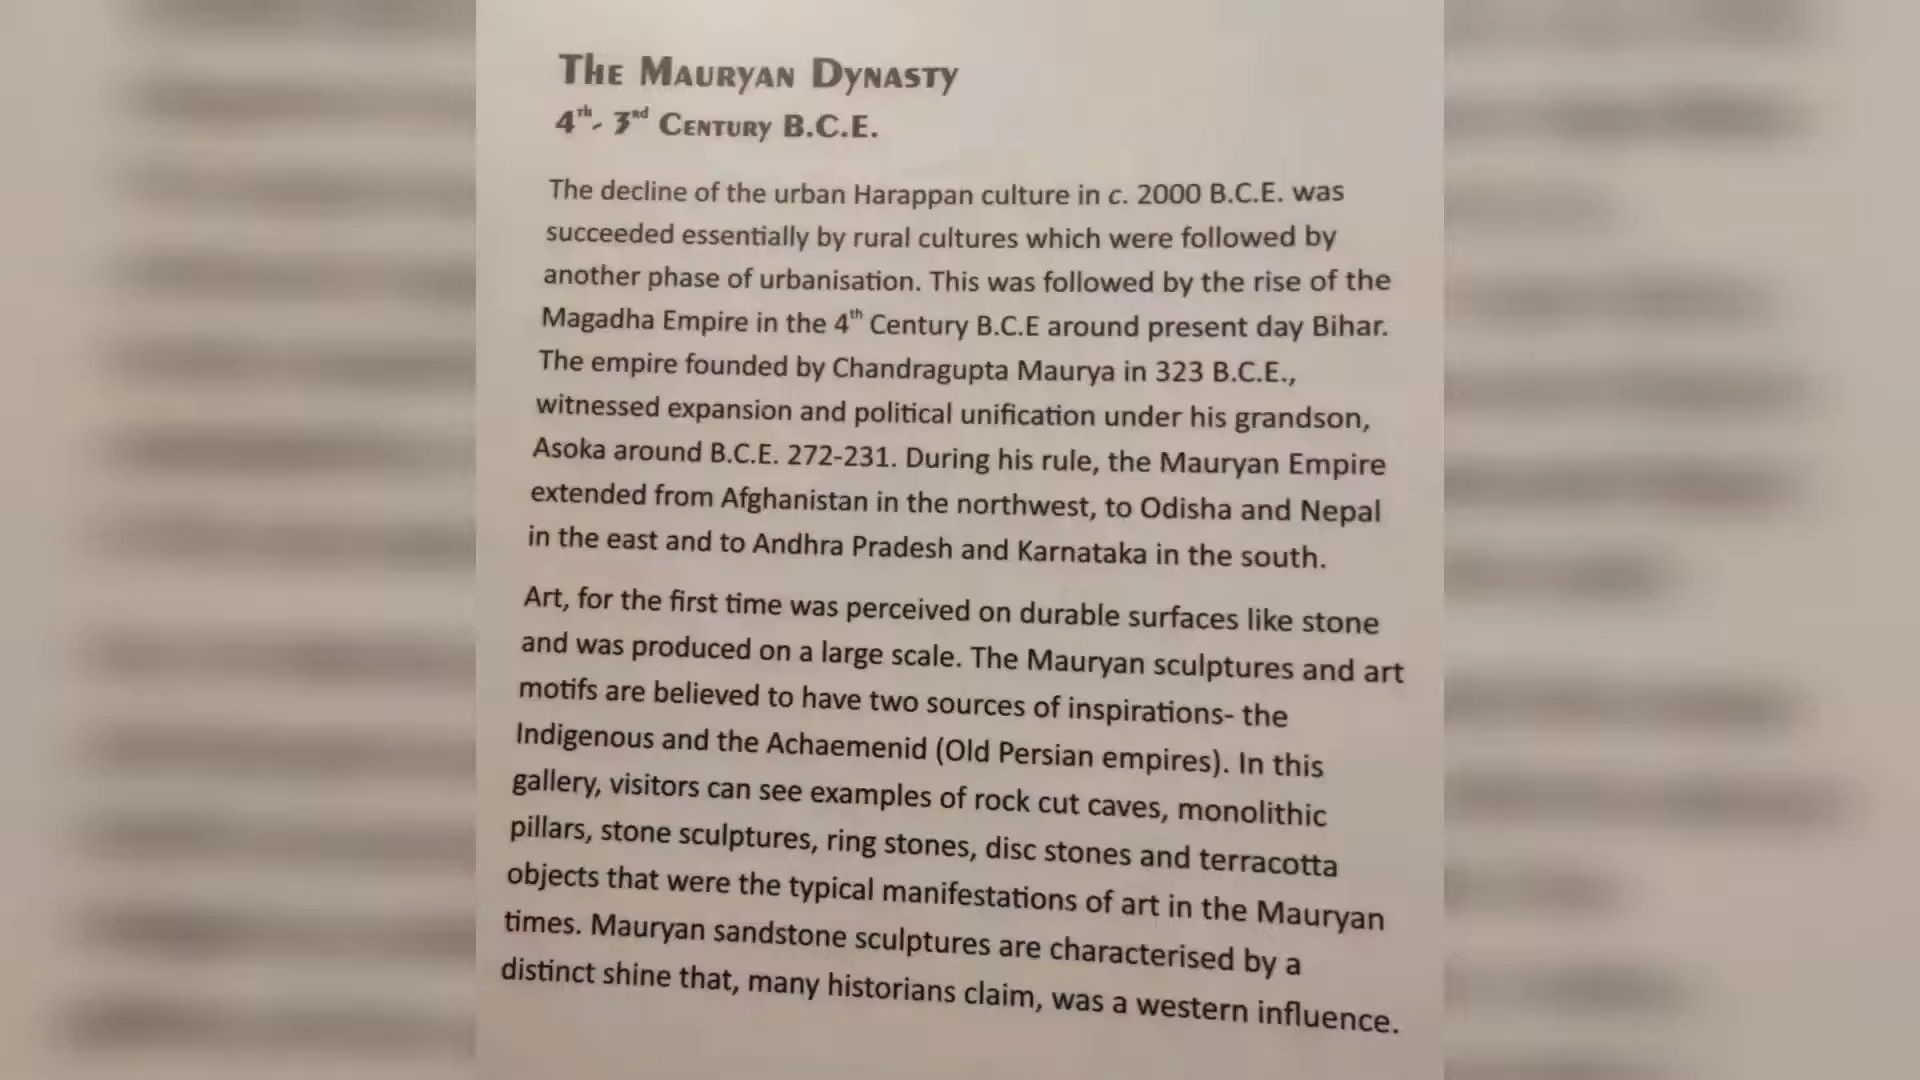 The Mauryan Dynasty
4th- 3rd Century B.C.E.
The decline of the urban Harappan culture in c. 2000 B.C.E. was
succeeded essentially by rural cultures which were followed by
another phase of urbanisation. This was followed by the rise of the
Magadha Empire in the 4th Century B.C.E around present day Bihar.
The empire founded by Chandragupta Maurya in 323 B.C.E.,
witnessed expansion and political unification under his grandson,
Asoka around B.C.E. 272-231. During his rule, the Mauryan Empire
extended from Afghanistan in the northwest, to Odisha and Nepal
in the east and to Andhra Pradesh and Karnataka in the south.
Art, for the first time was perceived on durable surfaces like stone
and was produced on a large scale. The Mauryan sculptures and art
motifs are believed to have two sources of inspirations- the
Indigenous and the Achaemenid (Old Persian empires). In this
gallery, visitors can see examples of rock cut caves, monolithic
pillars, stone sculptures, ring stones, disc stones and terracotta
objects that were the typical manifestations of art in the Mauryan
times. Mauryan sandstone sculptures are characterised by a
distinct shine that, many historians claim, was a western influence.